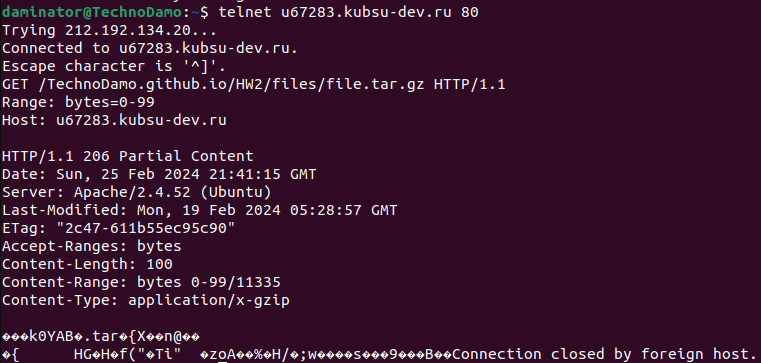 daminator@TechnoDamo:~$ telnet u67283.kubsu-dev.ru 80
Trying 212.192.134.20...
Connected to u67283.kubsu-dev.ru.
Escape character is '^]'.
GET /TechnoDamo.github.io/HW2/files/file.tar.gz HTTP/1.1
Range: bytes=0-99
Host: u67283.kubsu-dev.ru

HTTP/1.1 206 Partial Content
Date: Sun, 25 Feb 2024 21:41:15 GMT
Server: Apache/2.4.52 (Ubuntu)
Last-Modified: Mon, 19 Feb 2024 05:28:57 GMT
ETag: "2c47-611b55ec95c90"
Accept-Ranges: bytes
Content-Length: 100
Content-Range: bytes 0-99/11335
Content-Type: application/x-gzip

���k0YAB�.tar�{X��n@��
�{ HG�H�f("�Ti" �zoA��%�H/�;w����s���9���B��Connection closed by foreign host.